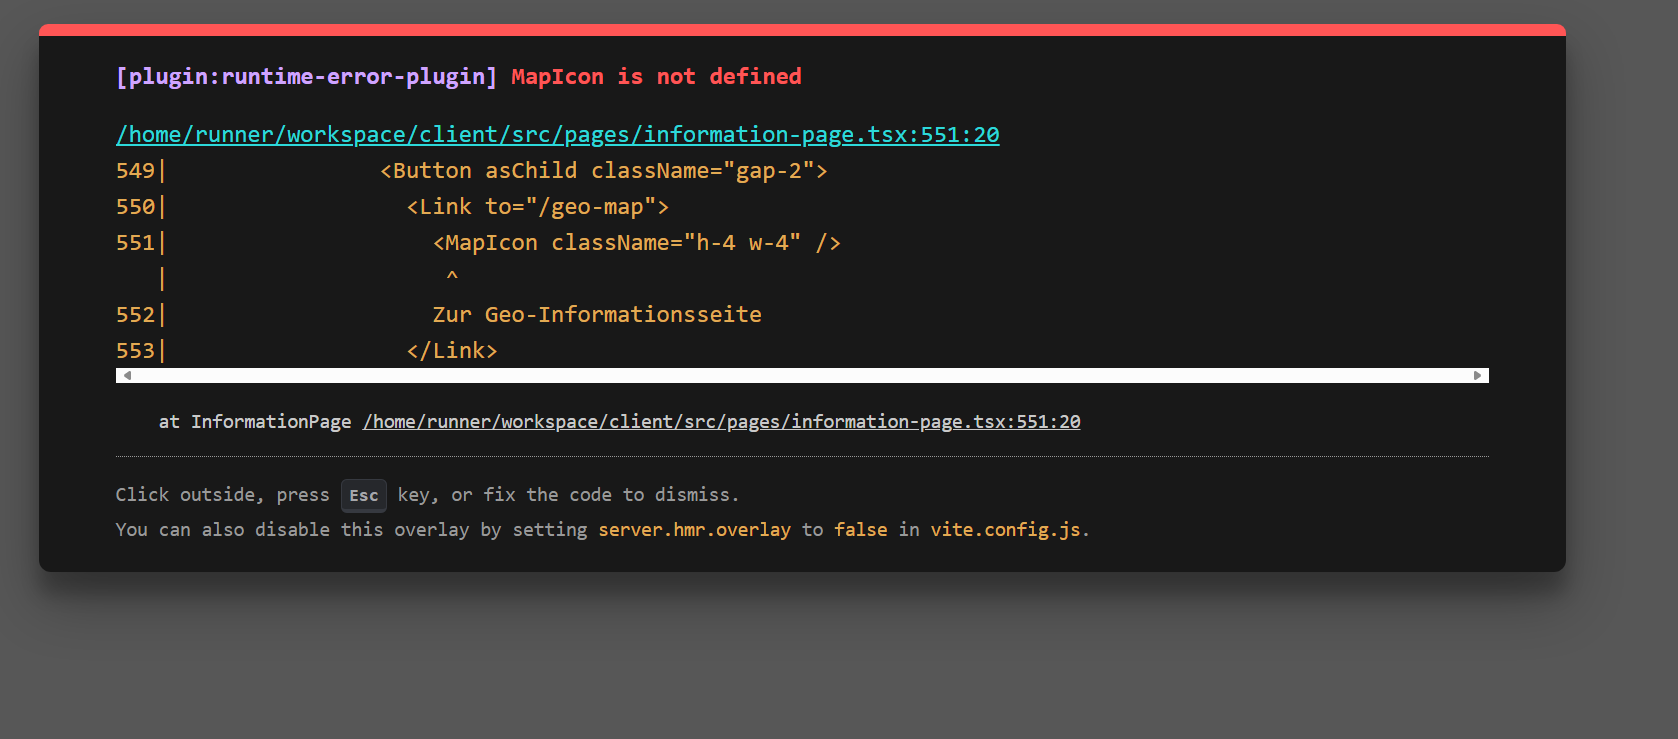 [plugin:runtime-error-plugin] MapIcon is not defined
/home/runner/workspace/client/src/pages/information-page.tsx:551:20
549|                <Button asChild className="gap-2">
550|                  <Link to="/geo-map">
551|                    <MapIcon className="h-4 w-4" />
   |                     ^
552|                    Zur Geo-Informationsseite
553|                  </Link>
at InformationPage /home/runner/workspace/client/src/pages/information-page.tsx:551:20
Click outside, press Esc key, or fix the code to dismiss.
You can also disable this overlay by setting server.hmr.overlay to false in vite.config.js.